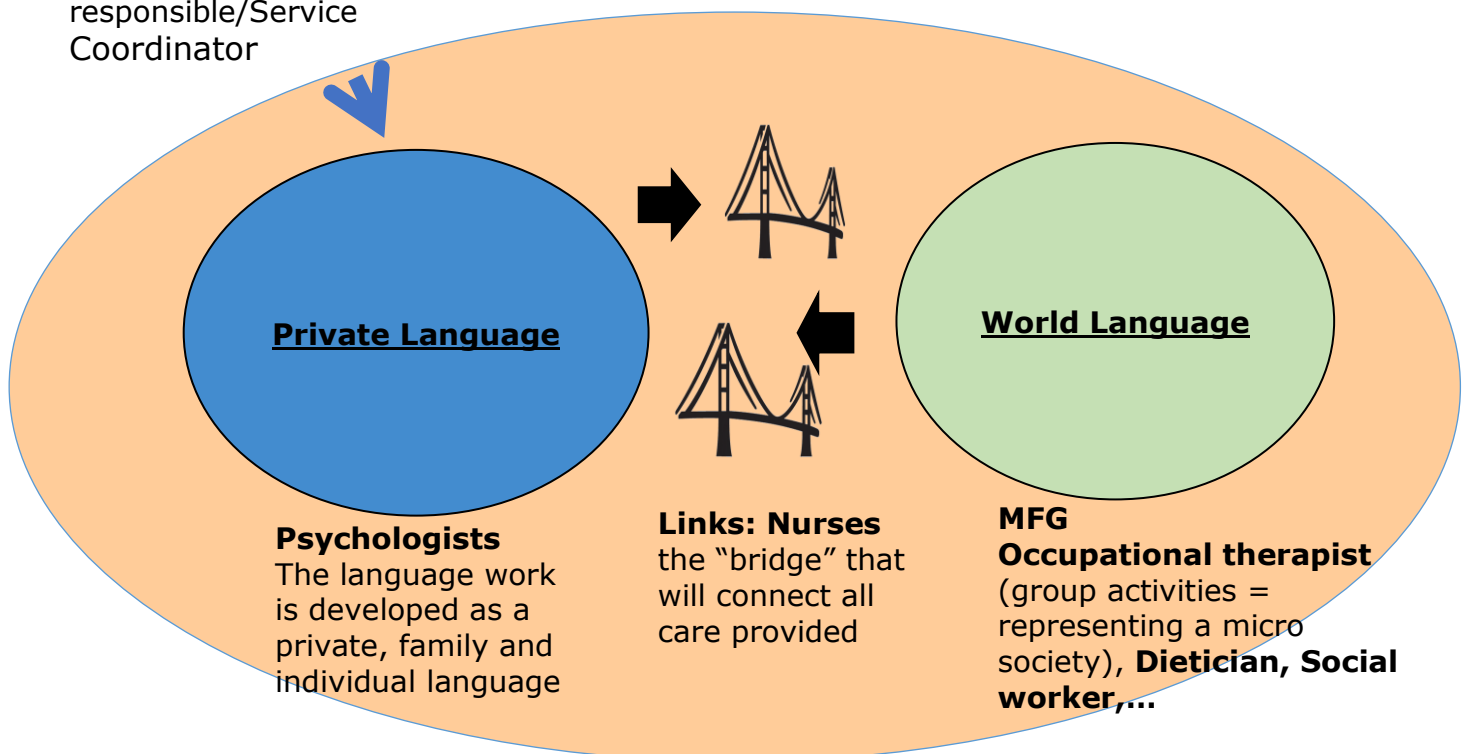 responsible/Service
Coordinator
Private Language
World Language
Psychologists
The language work
is developed as a
private, family and
individual language
Links: Nurses
the “bridge” that
will connect all
care provided
MFG
Occupational therapist
(group activities =
representing a micro
society), Dietician, Social
worker,…